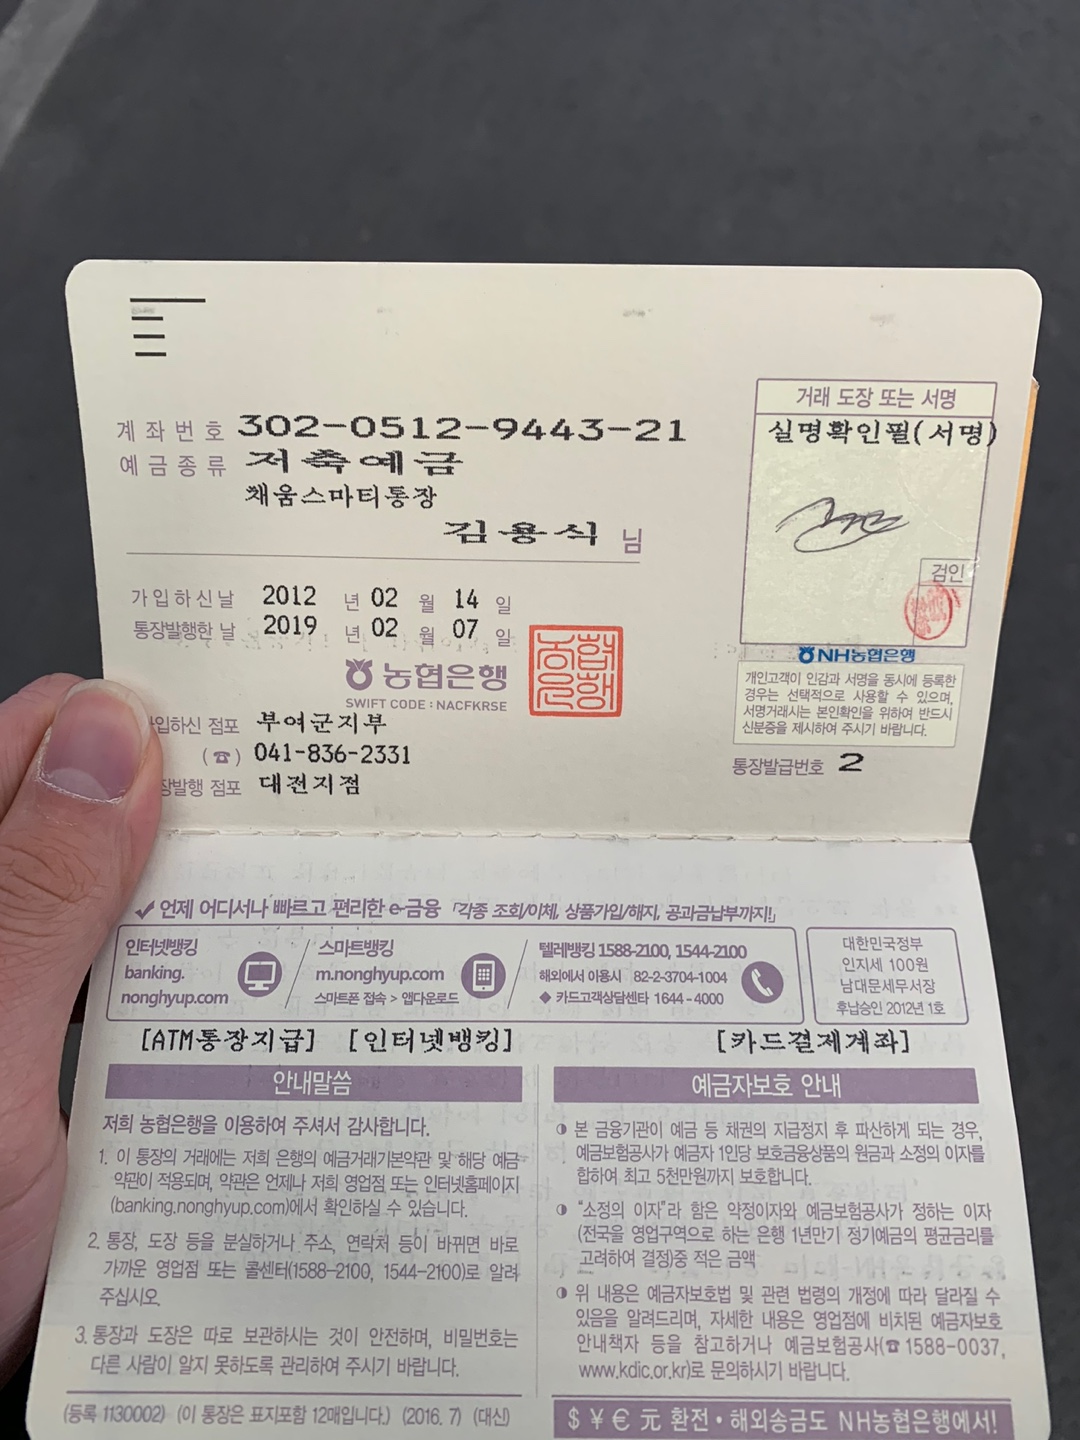 계좌번호 302-0512-9443-21
예금종류 저축예금
채움스마티통장
김용식 님
거래 도장 또는 서명
실명확인필(서명)
검인
가입하신날 2012 년 02 월 14 일
통장발행한 날 2019 년 02 월 07 일
농협은행
SWIFT CODE : NACFKRSE
농협
은행
입하신 점포 부여군지부
(☎) 041-836-2331
장발행 점포 대전지점
NH농협은행
개인고객이 인감과 서명을 동시에 등록한
경우는 선택적으로 사용할 수 있으며,
서명거래시는 본인확인을 위하여 반드시
신분증을 제시하여 주시기 바랍니다.
통장발급번호 2
✓ 언제 어디서나 빠르고 편리한 e-금융 「각종 조회/이체, 상품가입/해지, 공과금납부까지!」
인터넷뱅킹
banking.
nonghyup.com
스마트뱅킹
m.nonghyup.com
스마트폰 접속 > 앱다운로드
텔레뱅킹 1588-2100, 1544-2100
해외에서 이용시 82-2-3704-1004
◆ 카드고객상담센타 1644-4000
대한민국정부
인지세 100원
남대문세무서장
후납승인 2012년 1호
[ATM통장지급] [인터넷뱅킹] [카드결제계좌]
안내말씀
저희 농협은행을 이용하여 주셔서 감사합니다.
1. 이 통장의 거래에는 저희 은행의 예금거래기본약관 및 해당 예금
약관이 적용되며, 약관은 언제나 저희 영업점 또는 인터넷홈페이지
(banking.nonghyup.com)에서 확인하실 수 있습니다.
2. 통장, 도장 등을 분실하거나 주소, 연락처 등이 바뀌면 바로
가까운 영업점 또는 콜센터(1588-2100, 1544-2100)로 알려
주십시오.
3. 통장과 도장은 따로 보관하시는 것이 안전하며, 비밀번호는
다른 사람이 알지 못하도록 관리하여 주시기 바랍니다.
(등록 1130002) (이 통장은 표지포함 12매입니다.) (2016. 7) (대신)
예금자보호 안내
본 금융기관이 예금 등 채권의 지급정지 후 파산하게 되는 경우,
예금보험공사가 예금자 1인당 보호금융상품의 원금과 소정의 이자를
합하여 최고 5천만원까지 보호합니다.
"소정의 이자"라 함은 약정이자와 예금보험공사가 정하는 이자
(전국을 영업구역으로 하는 은행 1년만기 정기예금의 평균금리를
고려하여 결정)중 적은 금액
위 내용은 예금자보호법 및 관련 법령의 개정에 따라 달라질 수
있음을 알려드리며, 자세한 내용은 영업점에 비치된 예금자보호
안내책자 등을 참고하거나 예금보험공사(☎1588-0037,
www.kdic.or.kr)로 문의하시기 바랍니다.
$ ¥ € 元 환전 · 해외송금도 NH농협은행에서!